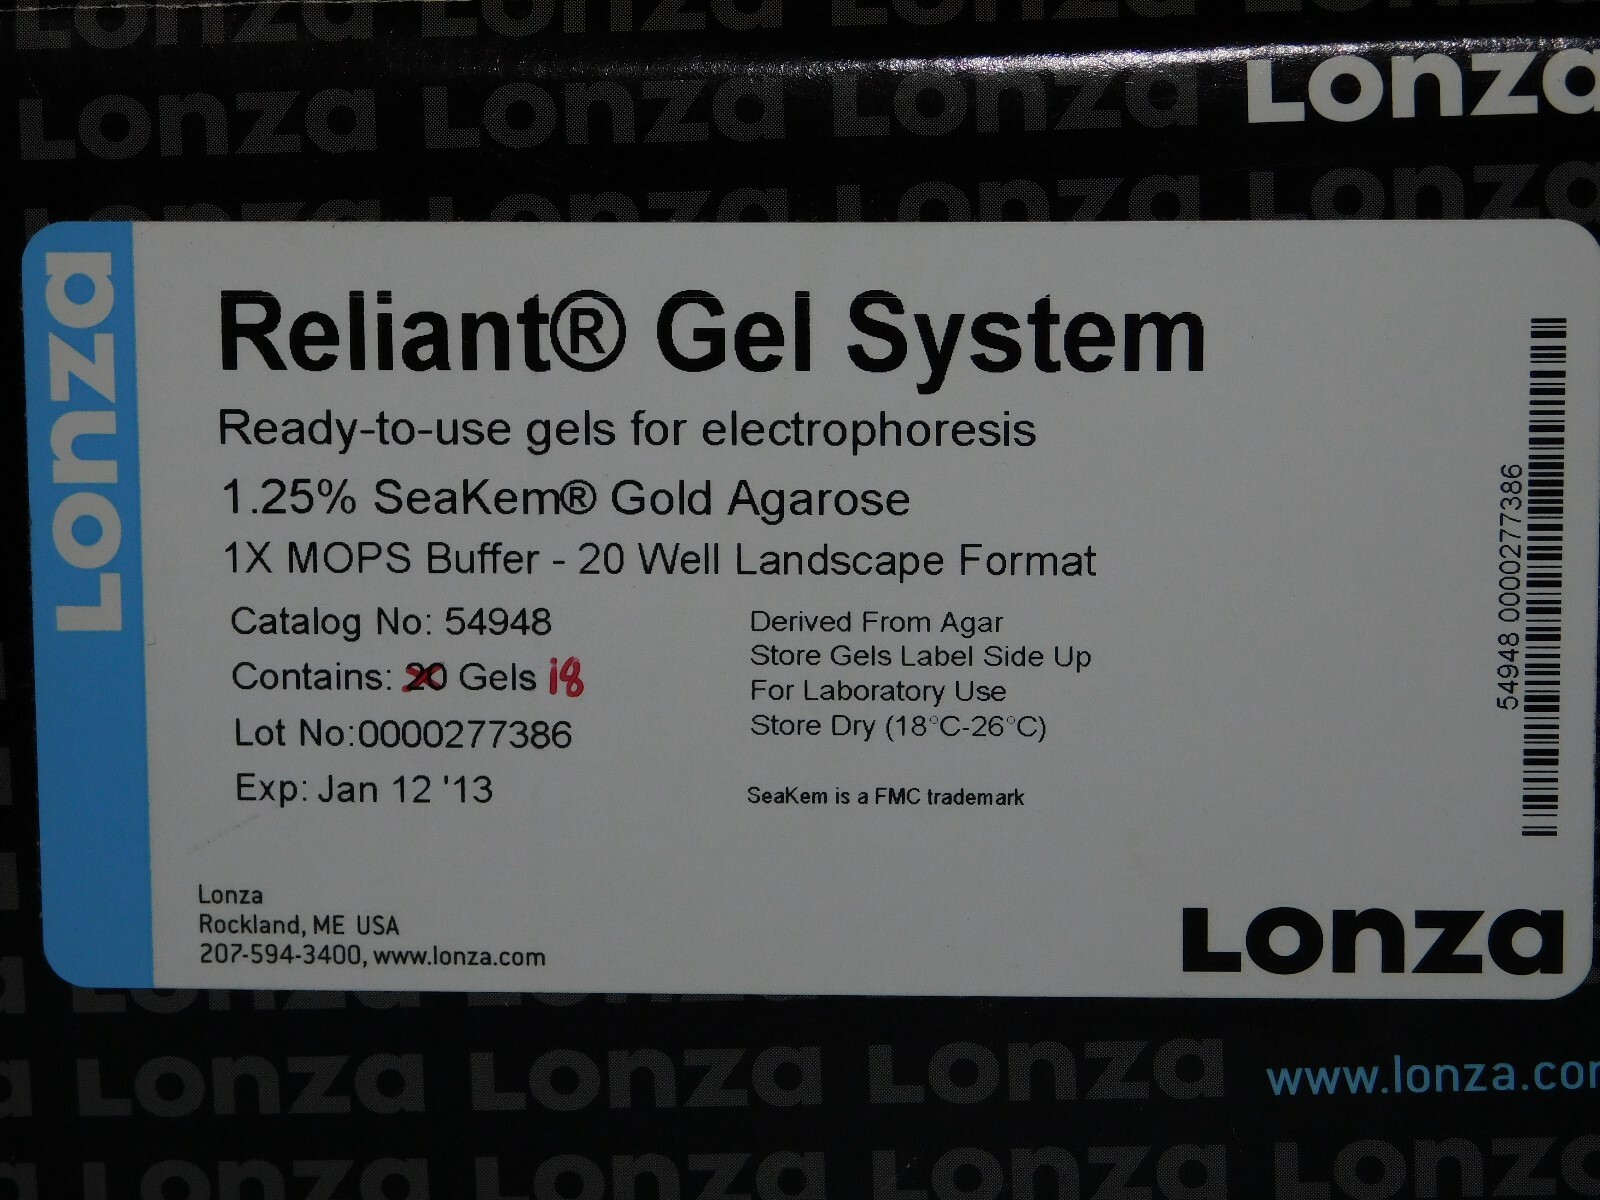 Lonza
Lonza
Reliant® Gel System
Ready-to-use gels for electrophoresis
1.25% SeaKem® Gold Agarose
1X MOPS Buffer - 20 Well Landscape Format
Catalog No: 54948
Contains: 20 Gels 18
Lot No:0000277386
Exp: Jan 12 '13
Derived From Agar
Store Gels Label Side Up
For Laboratory Use
Store Dry (18°C-26°C)
SeaKem is a FMC trademark
54948 0000277386
Lonza
Rockland, ME USA
207-594-3400, www.lonza.com
Lonza
www.lonza.com
Lonza Lonza Lonza